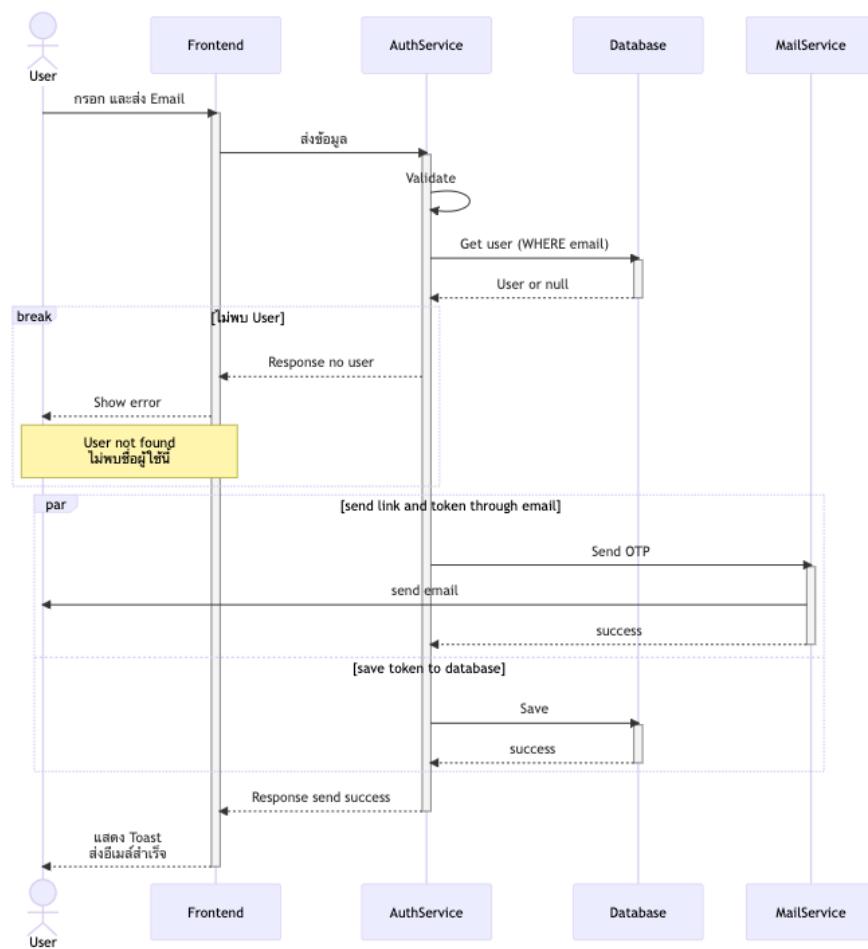 User
Frontend
AuthService
Database
MailService
กรอก และส่ง Email
ส่งข้อมูล
Validate
Get user (WHERE email)
User or null
break
[ไม่พบ User]
Response no user
Show error
User not found
ไม่พบชื่อผู้ใช้นี้
par
[send link and token through email]
Send OTP
send email
success
[save token to database]
Save
success
Response send success
แสดง Toast
ส่งอีเมล์สำเร็จ
User
Frontend
AuthService
Database
MailService